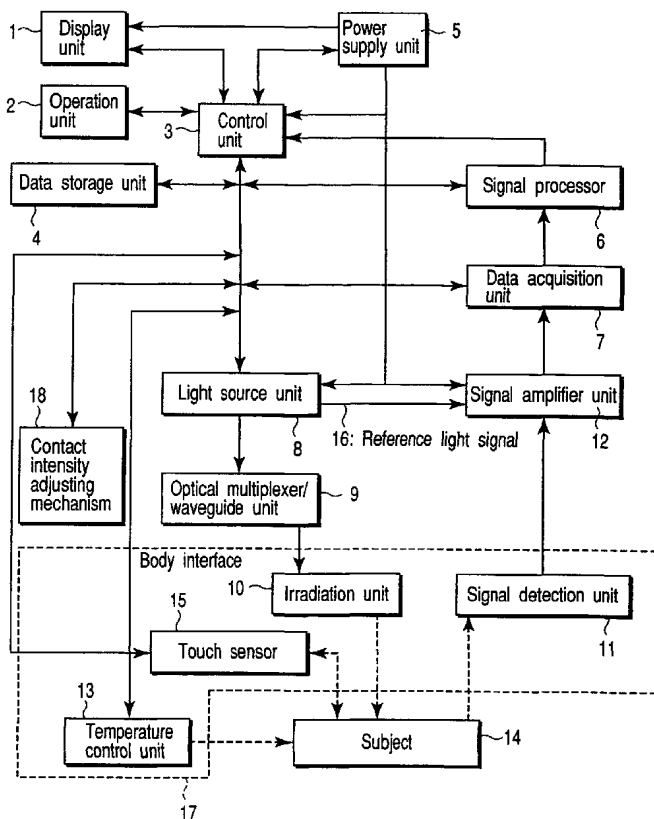 1
Display
unit
Power
supply unit
5
2
Operation
unit
3
Control
unit
Data storage unit
4
Signal processor
6
Data acquisition
unit
7
Light source unit
8
Signal amplifier unit
12
16: Reference light signal
18
Contact
intensity
adjusting
mechanism
Optical multiplexer/
waveguide unit
9
Body interface
10
Irradiation unit
Signal detection unit
11
15
Touch sensor
13
Temperature
control unit
Subject
14
17